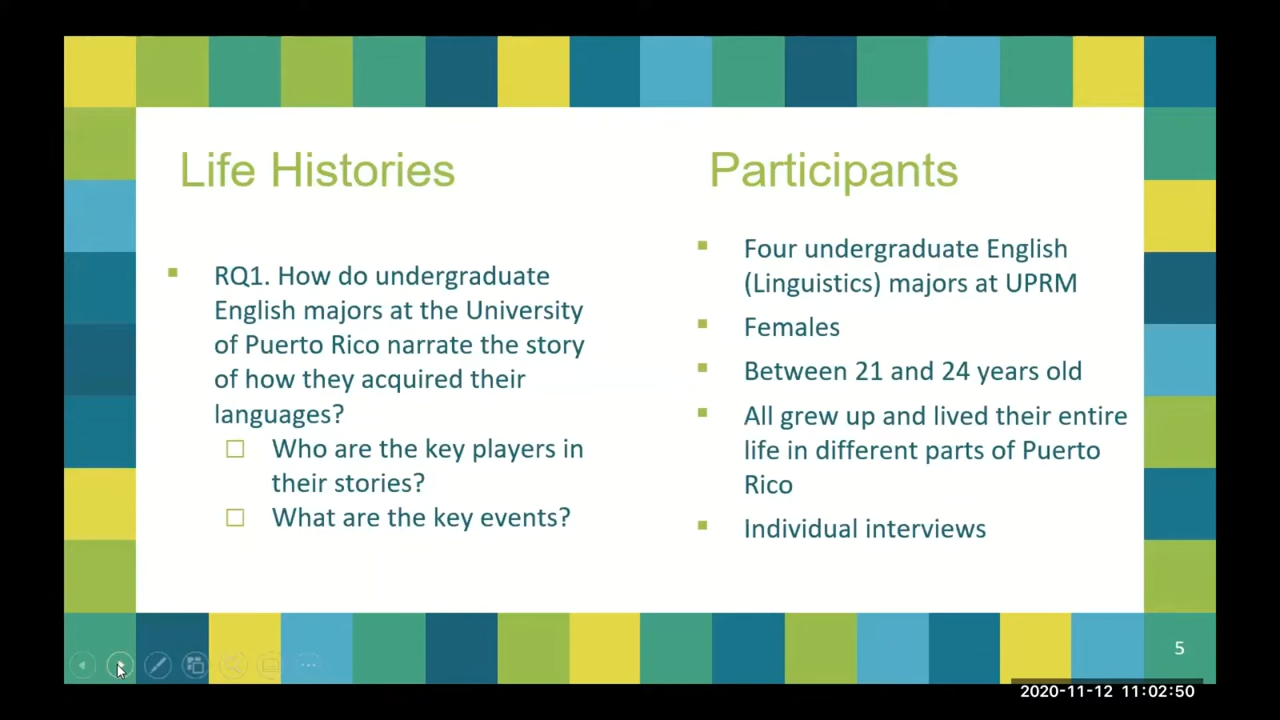 Life Histories
RQ1. How do undergraduate
English majors at the University
of Puerto Rico narrate the story
of how they acquired their
languages?
Who are the key players in
their stories?
What are the key events?
Participants
Four undergraduate English
(Linguistics) majors at UPRM
Females
Between 21 and 24 years old
All grew up and lived their entire
life in different parts of Puerto
Rico
Individual interviews
5
2020-11-12 11:02:50